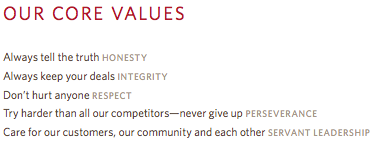 OUR CORE VALUES
Always tell the truth HONESTY
Always keep your deals INTEGRITY
Don't hurt anyone RESPECT
Try harder than all our competitors—never give up PERSEVERANCE
Care for our customers, our community and each other SERVANT LEADERSHIP